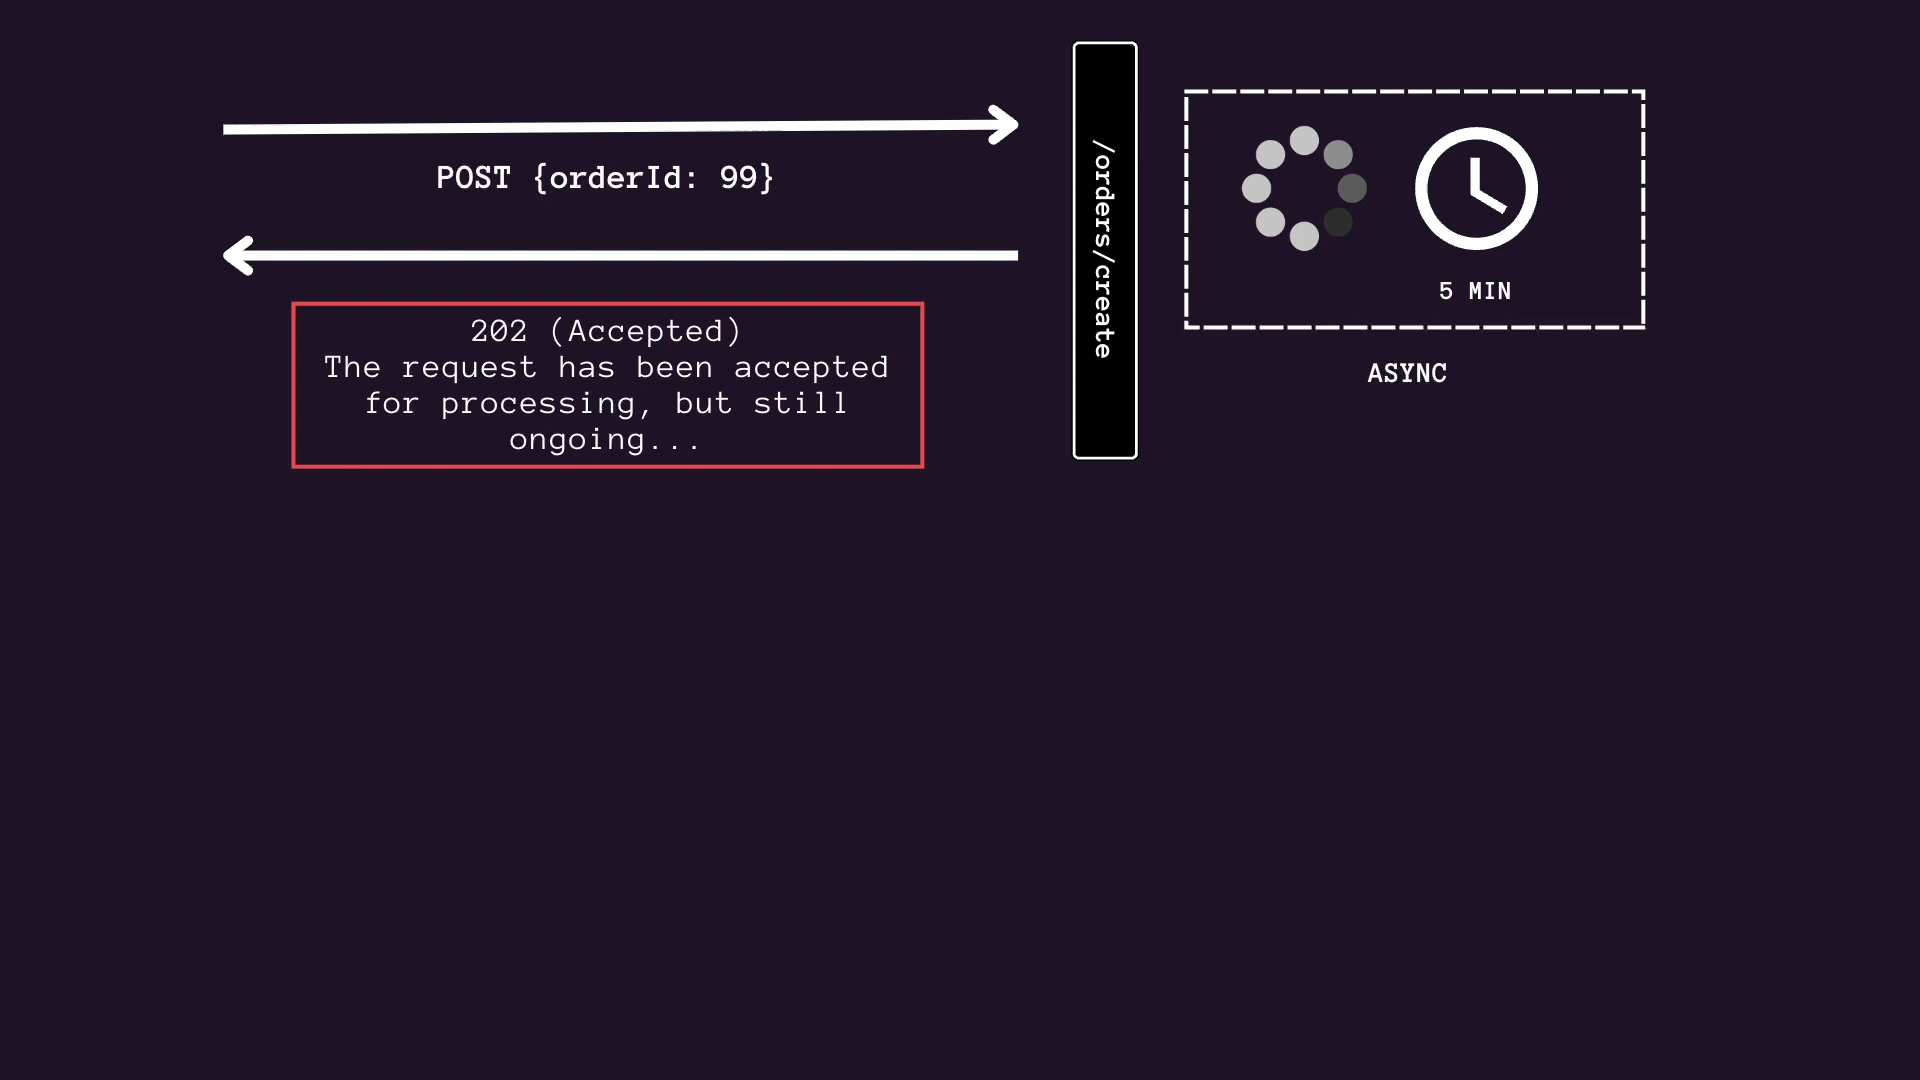 POST {orderId: 99}
202 (Accepted)
The request has been accepted
for processing, but still
ongoing...
/orders/create
5 MIN
ASYNC